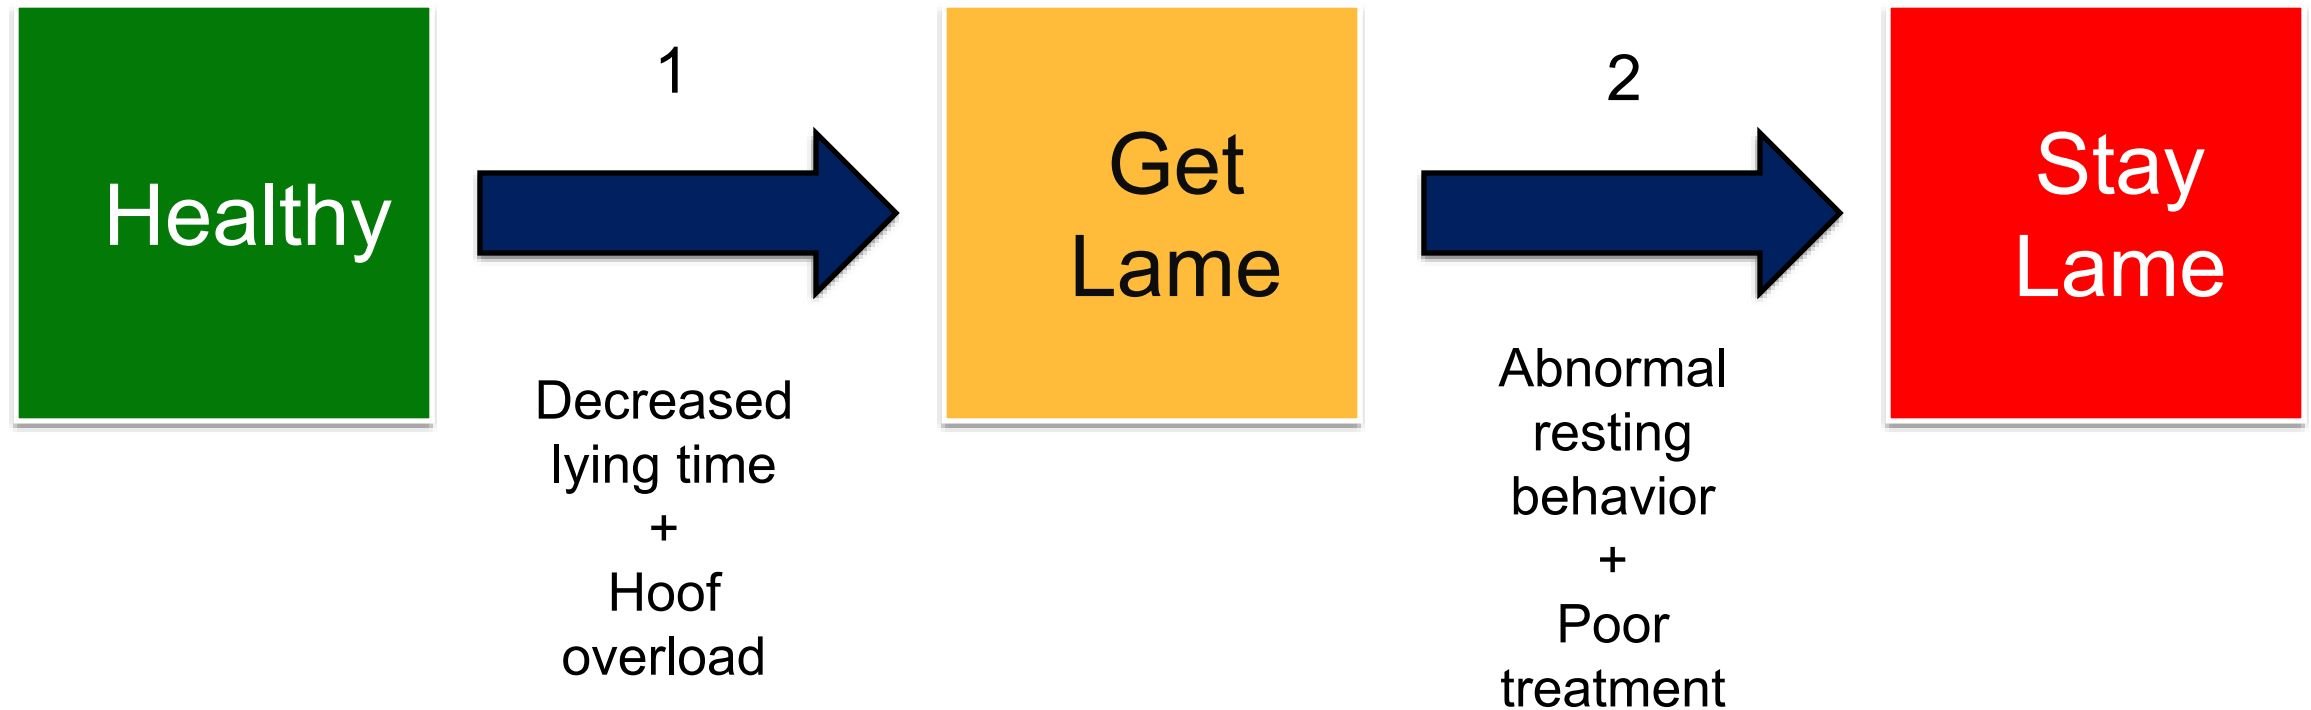 Healthy
1
Decreased
lying time
+
Hoof
overload
Get
Lame
2
Abnormal
resting
behavior
+
Poor
treatment
Stay
Lame